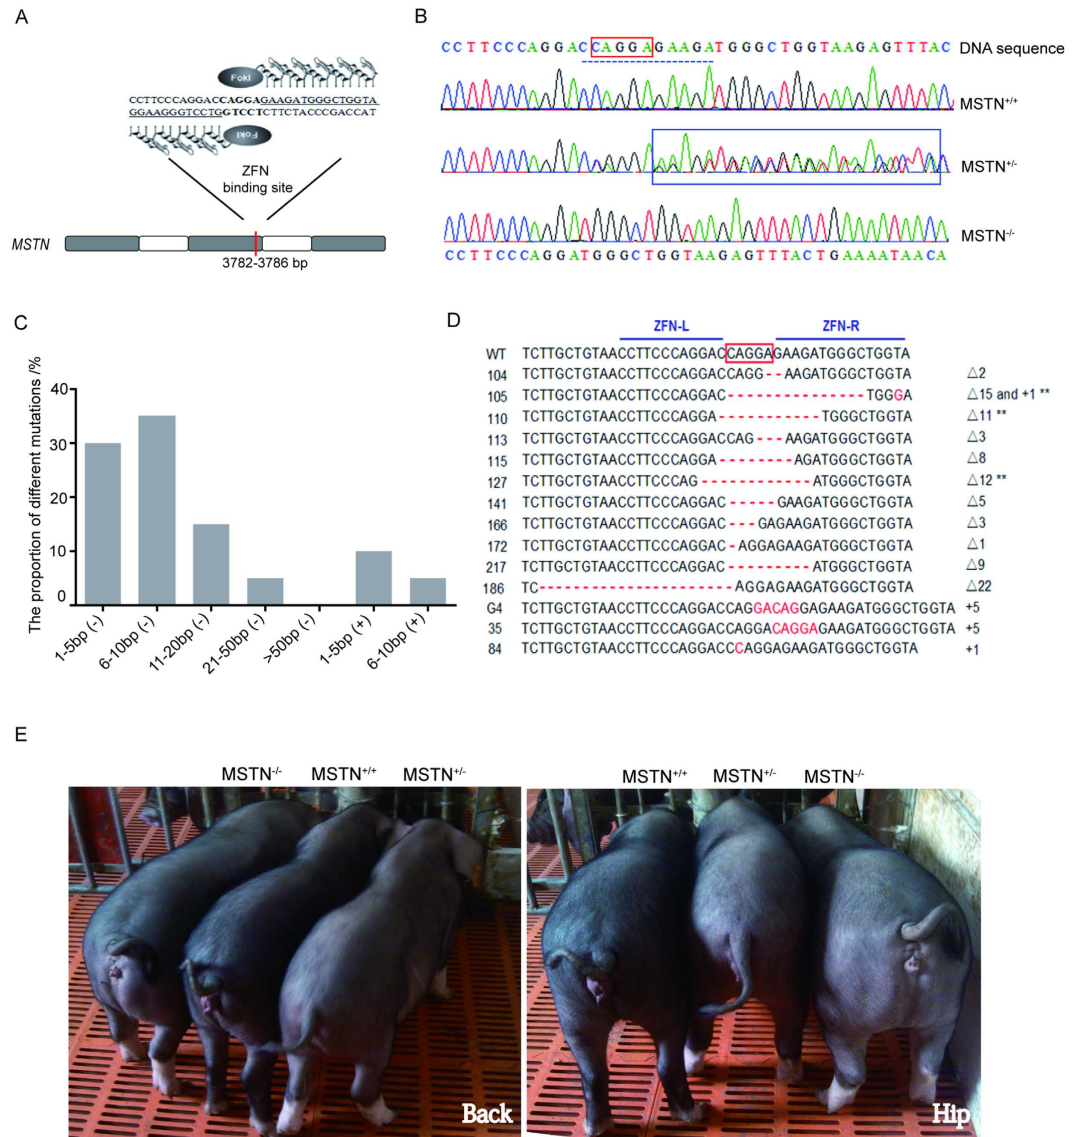 A
FokI
CCTTCCCAGGACCAGGAGAAGATGGGCTGGTA
GGAAGGGTCCTGGTCCTCTTCTACCCGACCAT
FokI
ZFN
binding site
MSTN
3782-3786 bp
B
CCTTCCCAGGACCAGGAGAAGATGGGCTGGTAAGAGTTTAC DNA sequence
MSTN+/+
MSTN+/-
MSTN-/-
CCTTCCCAGGATGGGCTGGTAAGAGTTTACTGAAAATAACA
C
The proportion of different mutations /%
40
30
20
10
0
1-5bp (-)
6-10bp (-)
11-20bp (-)
21-50bp (-)
>50bp (-)
1-5bp (+)
6-10bp (+)
D
ZFN-L ZFN-R
WT TCTTGCTGTAACCTTCCCAGGACCAGGAGAAGATGGGCTGGTA
104 TCTTGCTGTAACCTTCCCAGGACCAGG--AAGATGGGCTGGTA △2
105 TCTTGCTGTAACCTTCCCAGGAC---------------TGGGA △15 and +1 **
110 TCTTGCTGTAACCTTCCCAGGA-----------TGGGCTGGTA △11 **
113 TCTTGCTGTAACCTTCCCAGGACCAG---AAGATGGGCTGGTA △3
115 TCTTGCTGTAACCTTCCCAGGA--------AGATGGGCTGGTA △8
127 TCTTGCTGTAACCTTCCCAG------------ATGGGCTGGTA △12 **
141 TCTTGCTGTAACCTTCCCAGGAC-----GAAGATGGGCTGGTA △5
166 TCTTGCTGTAACCTTCCCAGGAC---GAGAAGATGGGCTGGTA △3
172 TCTTGCTGTAACCTTCCCAGGAC-AGGAGAAGATGGGCTGGTA △1
217 TCTTGCTGTAACCTTCCCAGGAC---------ATGGGCTGGTA △9
186 TC----------------------AGGAGAAGATGGGCTGGTA △22
G4 TCTTGCTGTAACCTTCCCAGGACCAGGACAGGAGAAGATGGGCTGGTA +5
35 TCTTGCTGTAACCTTCCCAGGACCAGGACAGGAGAAGATGGGCTGGTA +5
84 TCTTGCTGTAACCTTCCCAGGACCCAGGAGAAGATGGGCTGGTA +1
E
MSTN-/- MSTN+/+ MSTN+/-
MSTN+/+ MSTN+/- MSTN-/-
Back
Hip